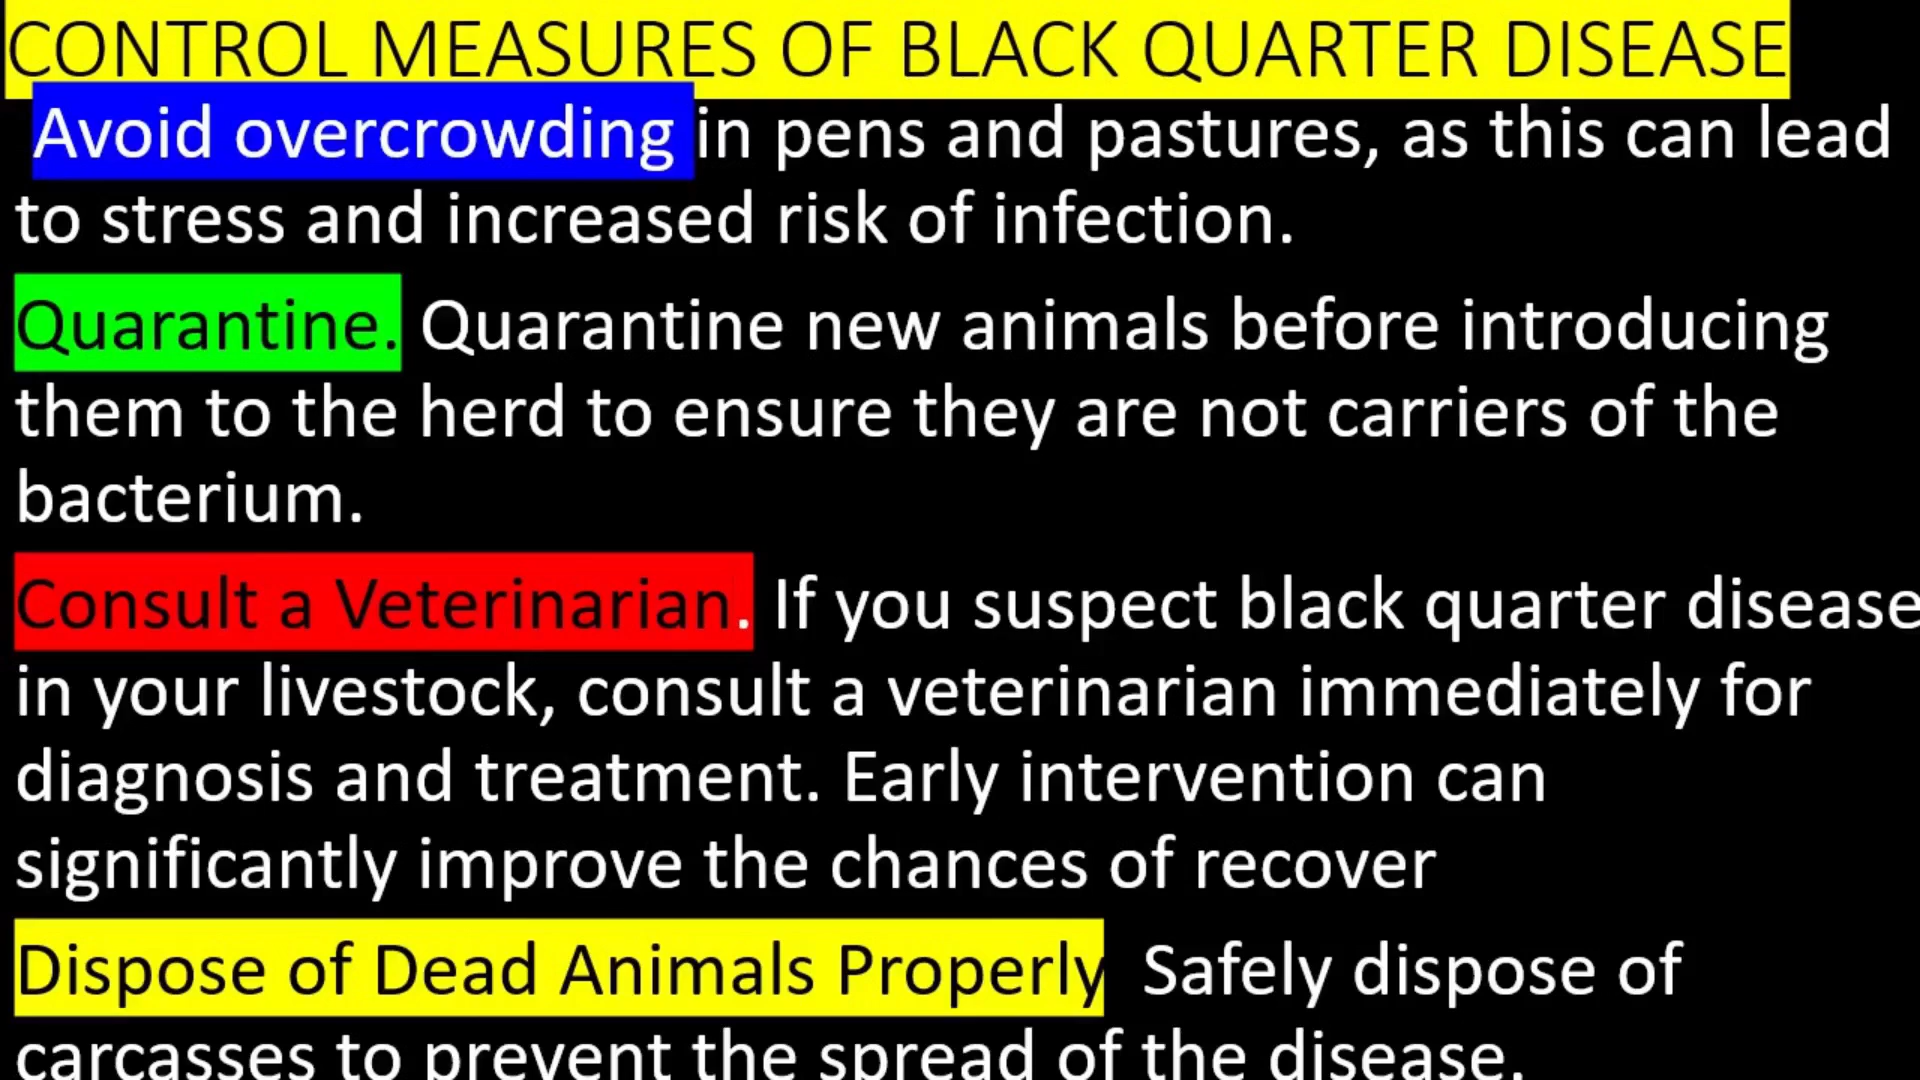 CONTROL MEASURES OF BLACK QUARTER DISEASE
Avoid overcrowding in pens and pastures, as this can lead
to stress and increased risk of infection.
Quarantine. Quarantine new animals before introducing
them to the herd to ensure they are not carriers of the
bacterium.
Consult a Veterinarian. If you suspect black quarter disease
in your livestock, consult a veterinarian immediately for
diagnosis and treatment. Early intervention can
significantly improve the chances of recover
Dispose of Dead Animals Properly Safely dispose of
carcasses to prevent the spread of the disease.